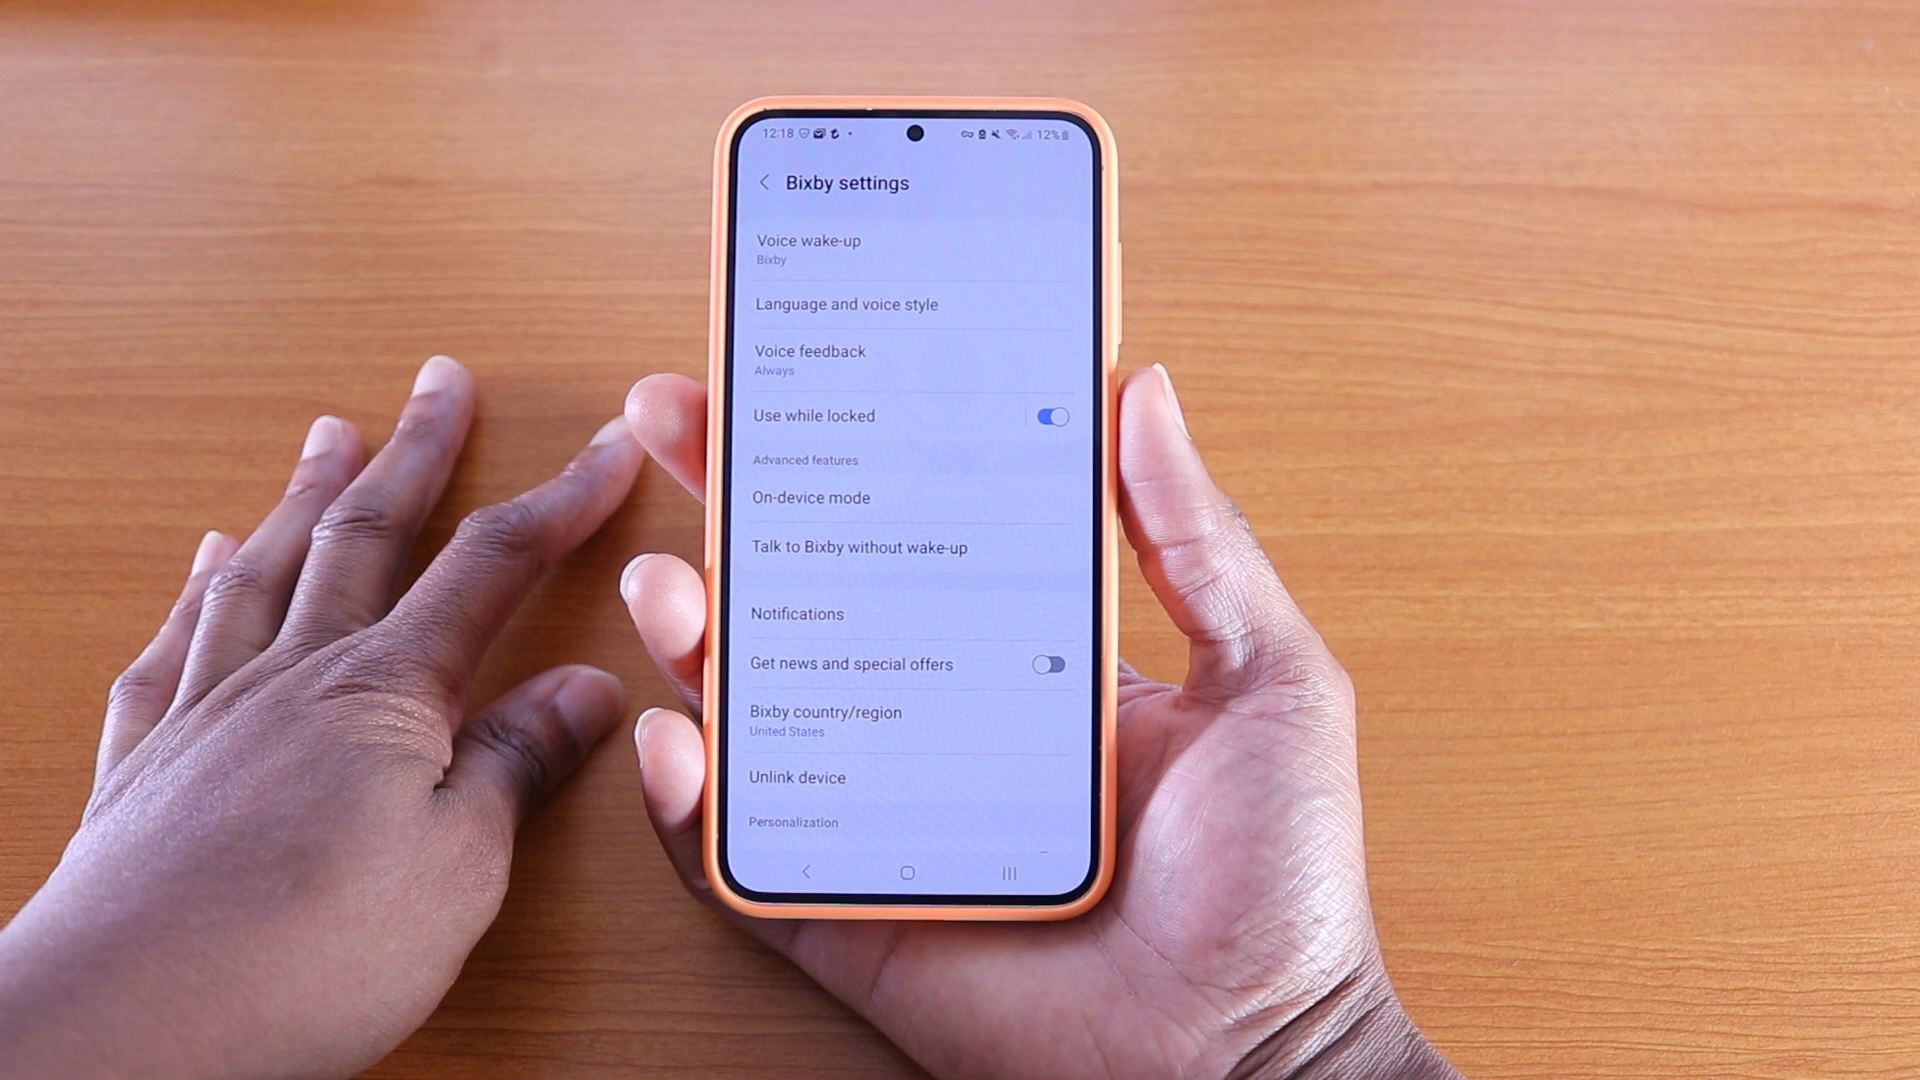 12:18 12%
Bixby settings
Voice wake-up
Bixby
Language and voice style
Voice feedback
Always
Use while locked
Advanced features
On-device mode
Talk to Bixby without wake-up
Notifications
Get news and special offers
Bixby country/region
United States
Unlink device
Personalization